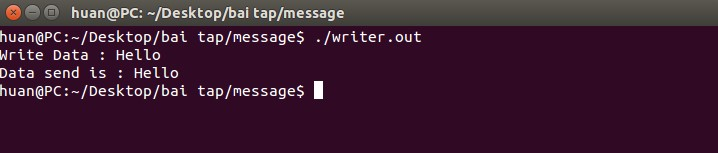 huan@PC: ~/Desktop/bai tap/message
huan@PC:~/Desktop/bai tap/message$ ./writer.out
Write Data : Hello
Data send is : Hello
huan@PC:~/Desktop/bai tap/message$